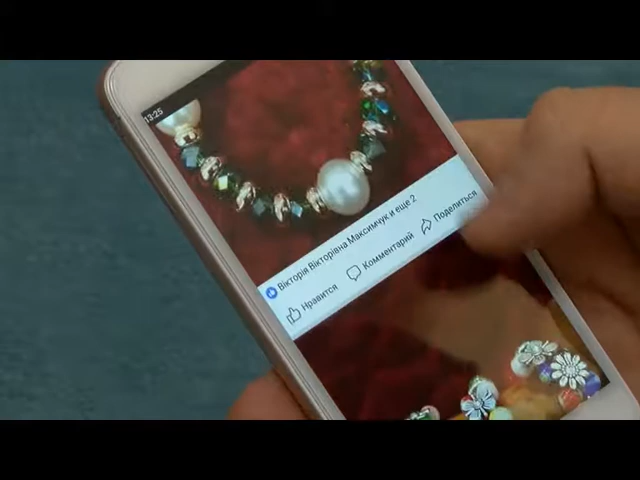 13:25
Вікторія Вікторівна Максимчук и еще 2
Нравится Комментарий Поделиться